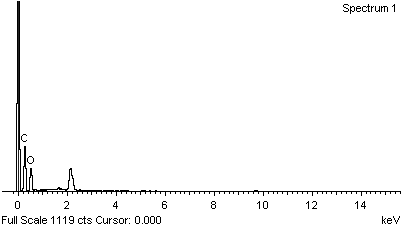 Spectrum 1
C
O
0 2 4 6 8 10 12 14
Full Scale 1119 cts Cursor: 0.000 keV